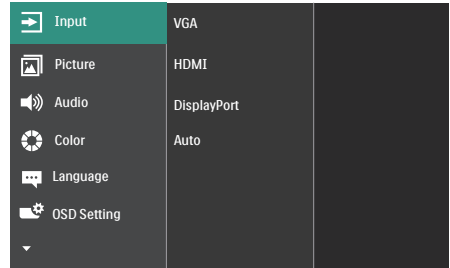 Input
Picture
Audio
Color
Language
OSD Setting
VGA
HDMI
DisplayPort
Auto